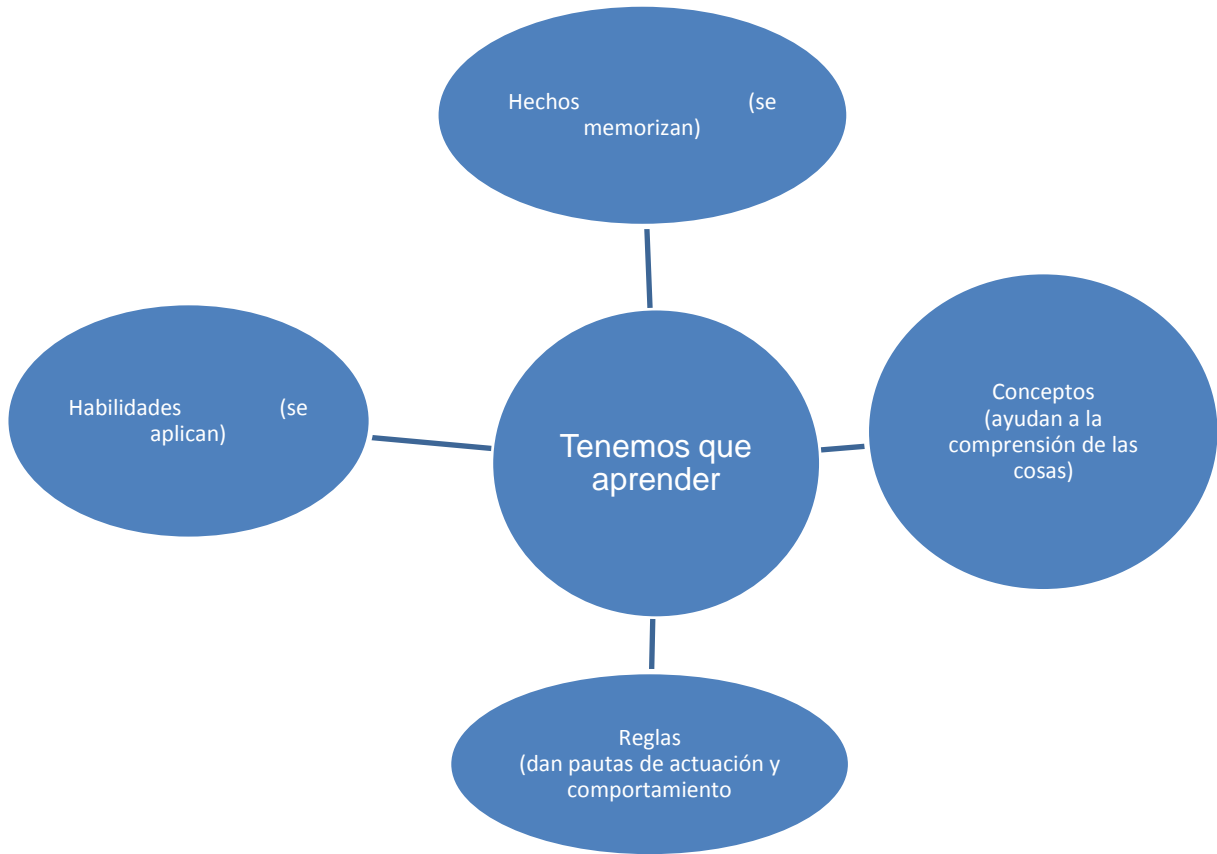 Hechos (se
memorizan)
Habilidades (se
aplican)
Tenemos que
aprender
Conceptos
(ayudan a la
comprensión de las
cosas)
Reglas
(dan pautas de actuación y
comportamiento